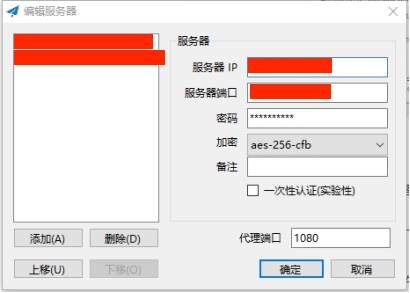 编辑服务器
服务器
服务器 IP
服务器端口
密码 **********
加密 aes-256-cfb
备注
一次性认证(实验性)
添加(A) 删除(D) 代理端口 1080
上移(U) 下移(O) 确定 取消